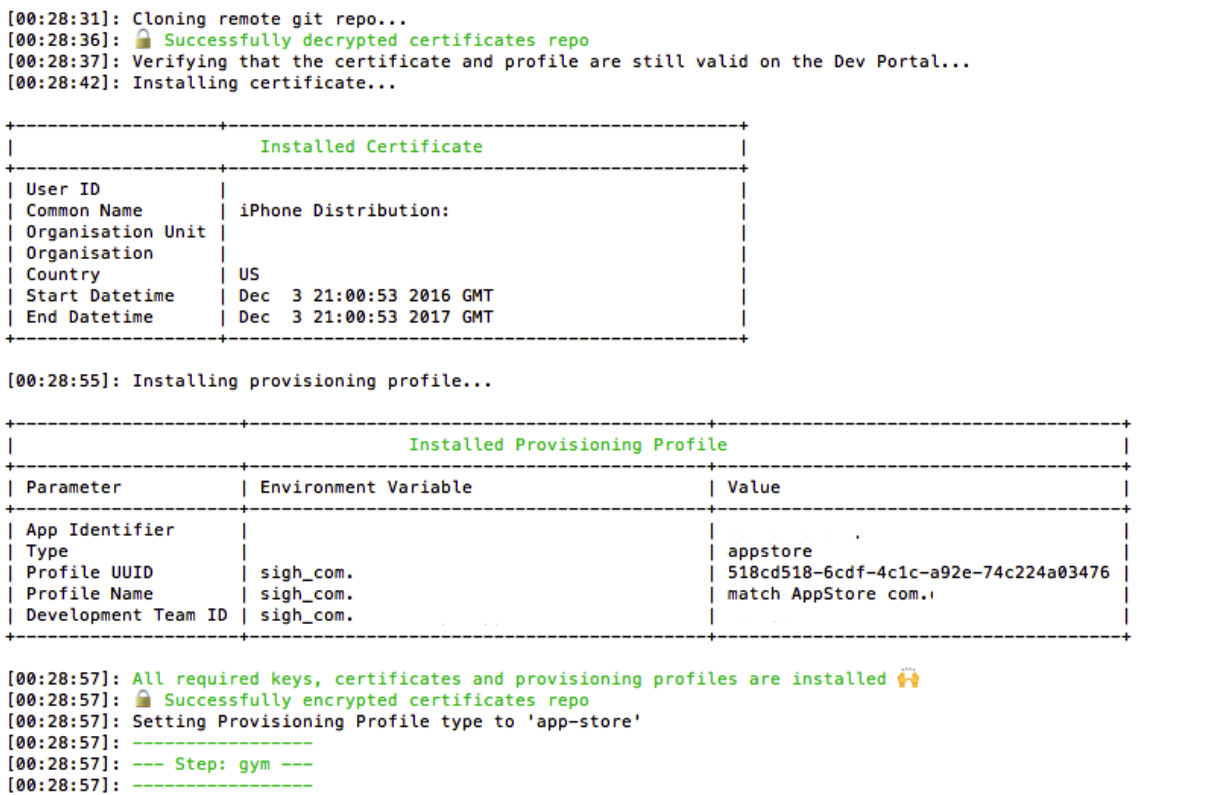 [00:28:31]: Cloning remote git repo...
[00:28:36]: 🔒 Successfully decrypted certificates repo
[00:28:37]: Verifying that the certificate and profile are still valid on the Dev Portal...
[00:28:42]: Installing certificate...
+-------------------+------------------------------------------------+
| Installed Certificate |
+-------------------+------------------------------------------------+
| User ID | |
| Common Name | iPhone Distribution: |
| Organisation Unit | |
| Organisation | |
| Country | US |
| Start Datetime | Dec  3 21:00:53 2016 GMT |
| End Datetime | Dec  3 21:00:53 2017 GMT |
+-------------------+------------------------------------------------+
[00:28:55]: Installing provisioning profile...
+---------------------+-------------------------------------------+--------------------------------------+
| Installed Provisioning Profile |
+---------------------+-------------------------------------------+--------------------------------------+
| Parameter | Environment Variable | Value |
+---------------------+-------------------------------------------+--------------------------------------+
| App Identifier | | |
| Type | | appstore |
| Profile UUID | sigh_com. | 518cd518-6cdf-4c1c-a92e-74c224a03476 |
| Profile Name | sigh_com. | match AppStore com. |
| Development Team ID | sigh_com. | |
+---------------------+-------------------------------------------+--------------------------------------+
[00:28:57]: All required keys, certificates and provisioning profiles are installed 🙌
[00:28:57]: 🔒 Successfully encrypted certificates repo
[00:28:57]: Setting Provisioning Profile type to 'app-store'
[00:28:57]: -----------------
[00:28:57]: --- Step: gym ---
[00:28:57]: -----------------